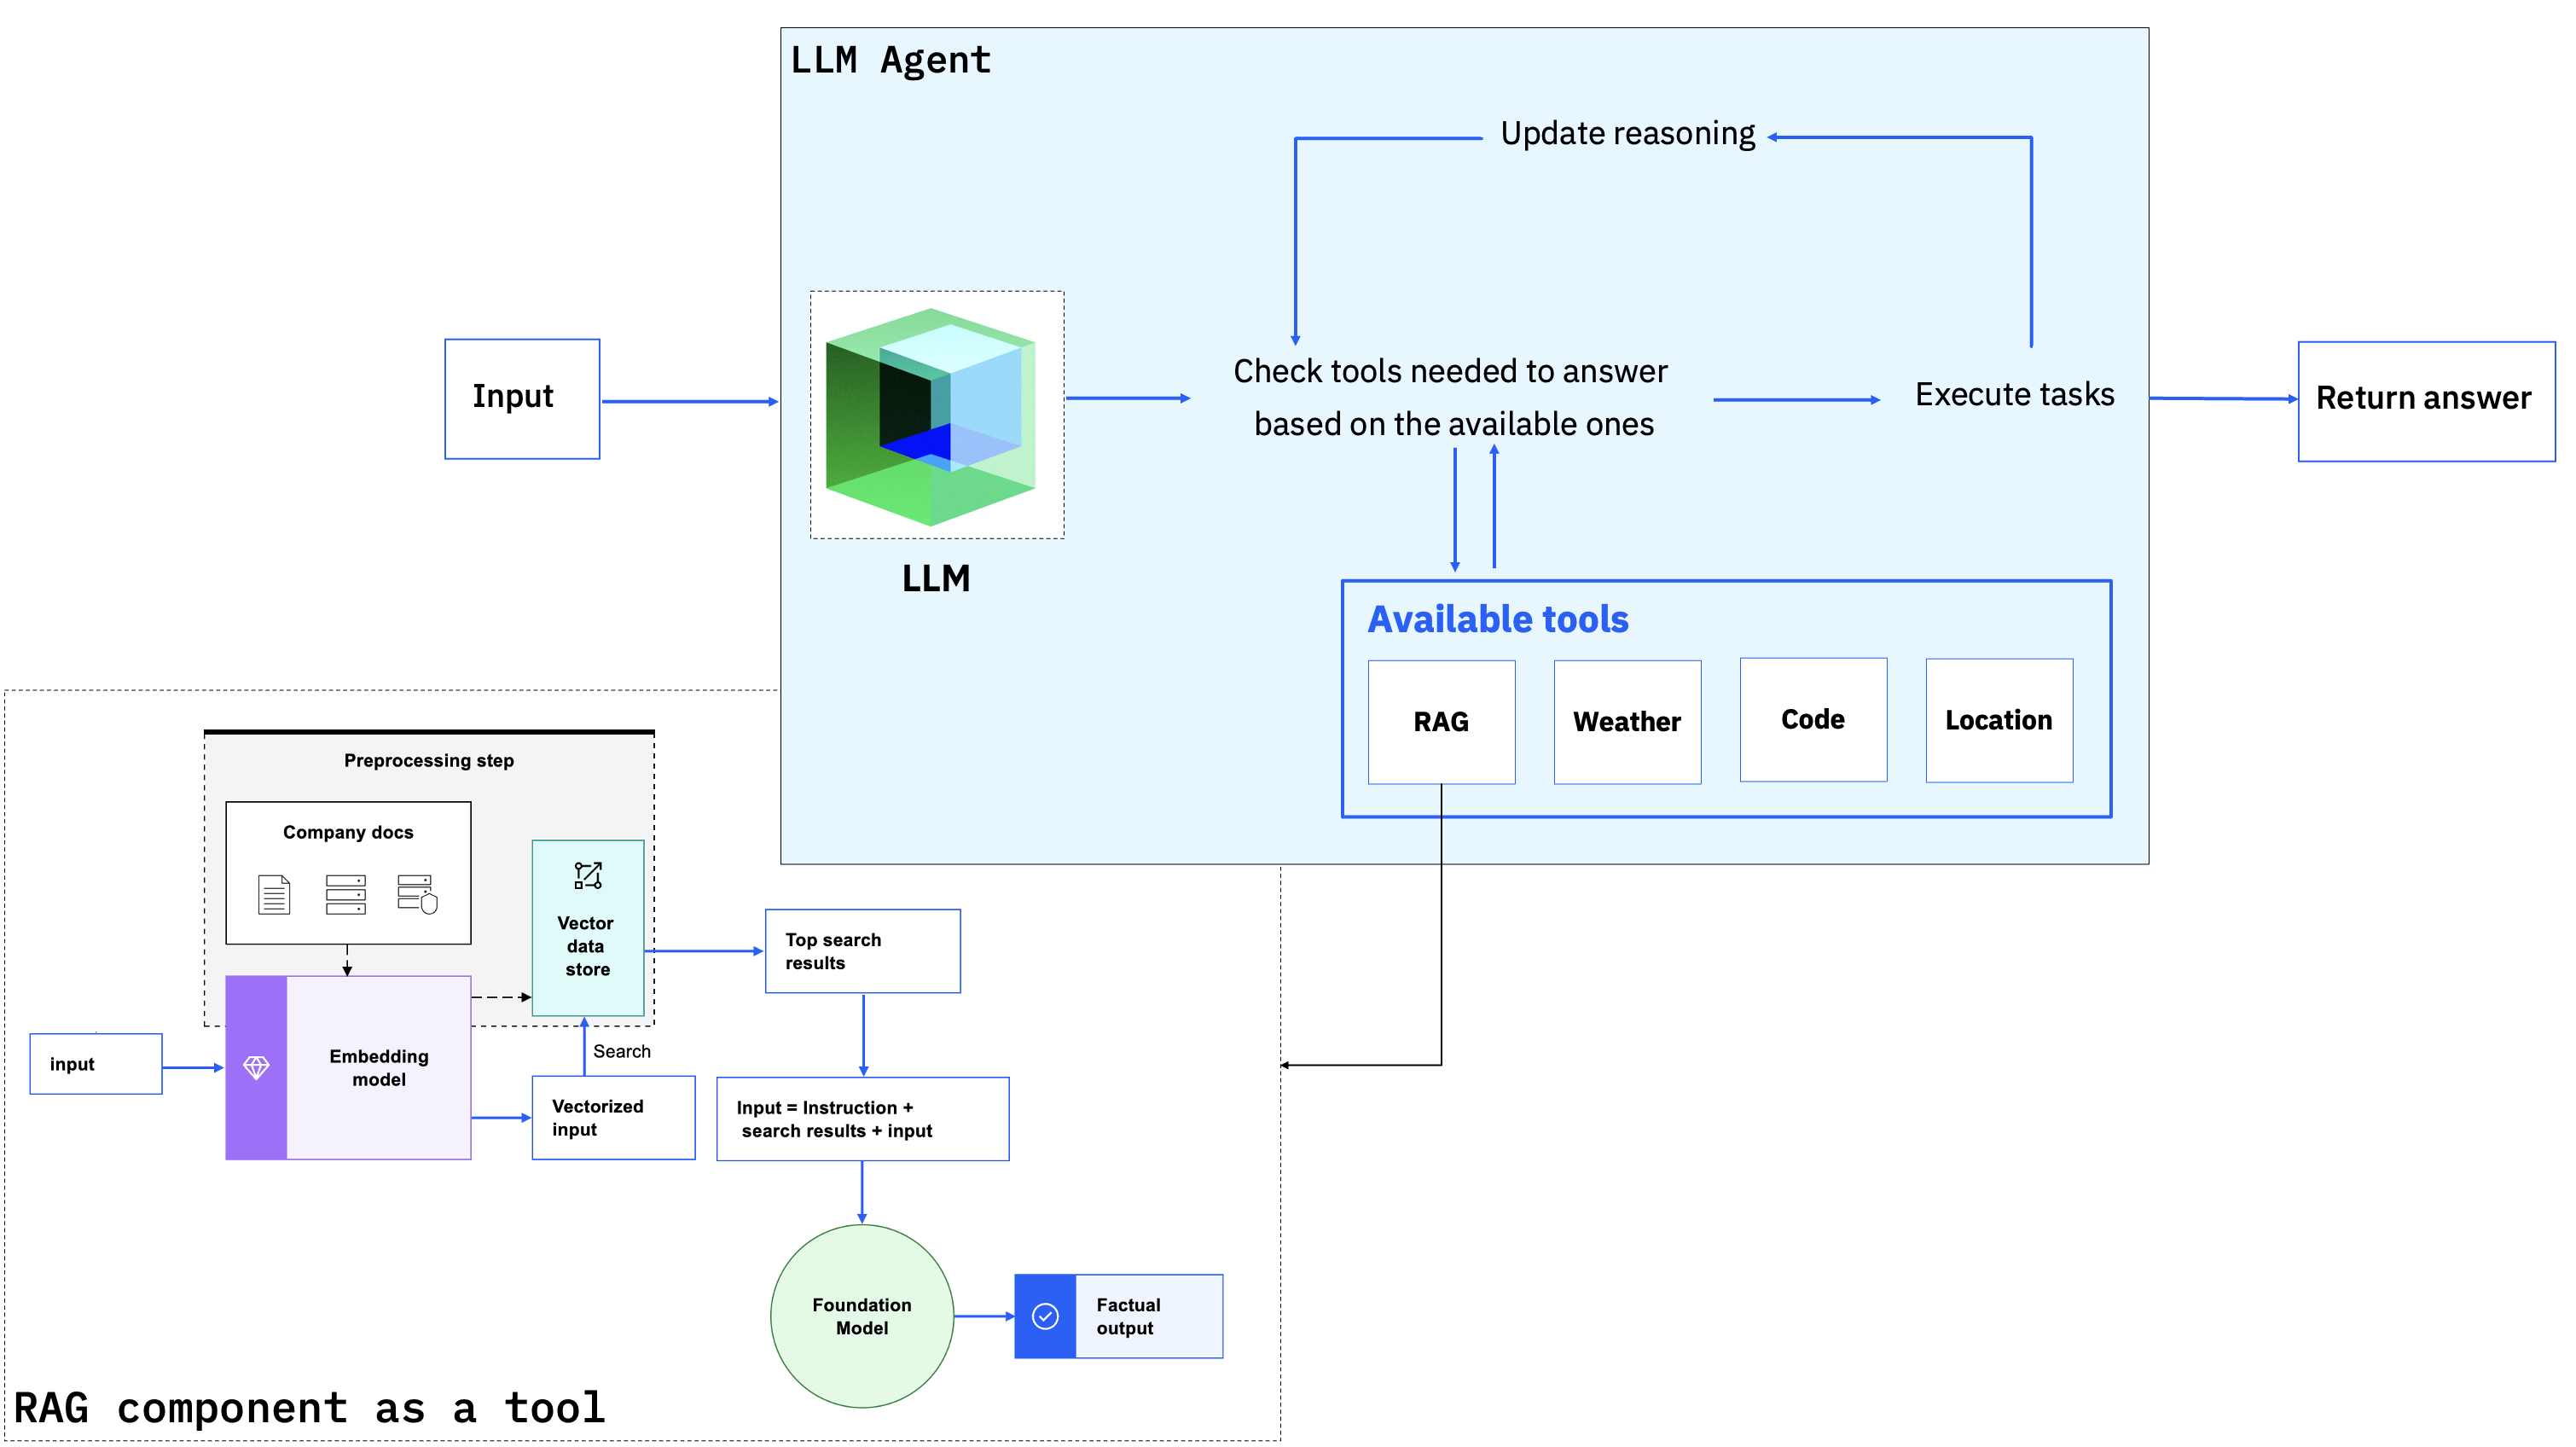 LLM Agent
Update reasoning
Input
Check tools needed to answer
based on the available ones
Execute tasks
Return answer
LLM
Available tools
RAG
Weather
Code
Location
Preprocessing step
Company docs
Vector
data
store
Top search
results
Search
input
Embedding
model
Vectorized
input
Input = Instruction +
search results + input
Foundation
Model
Factual
output
RAG component as a tool